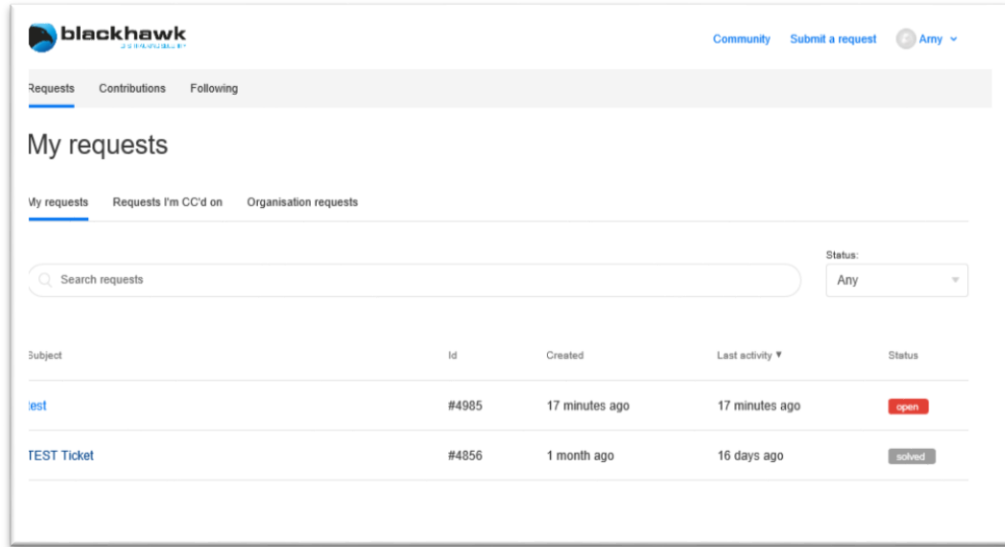 blackhawk
Community Submit a request Amy
Requests Contributions Following
My requests
My requests Requests I'm CC'd on Organisation requests
Status:
Search requests Any
Subject Id Created Last activity ▼ Status
test #4985 17 minutes ago 17 minutes ago open
TEST Ticket #4856 1 month ago 16 days ago solved